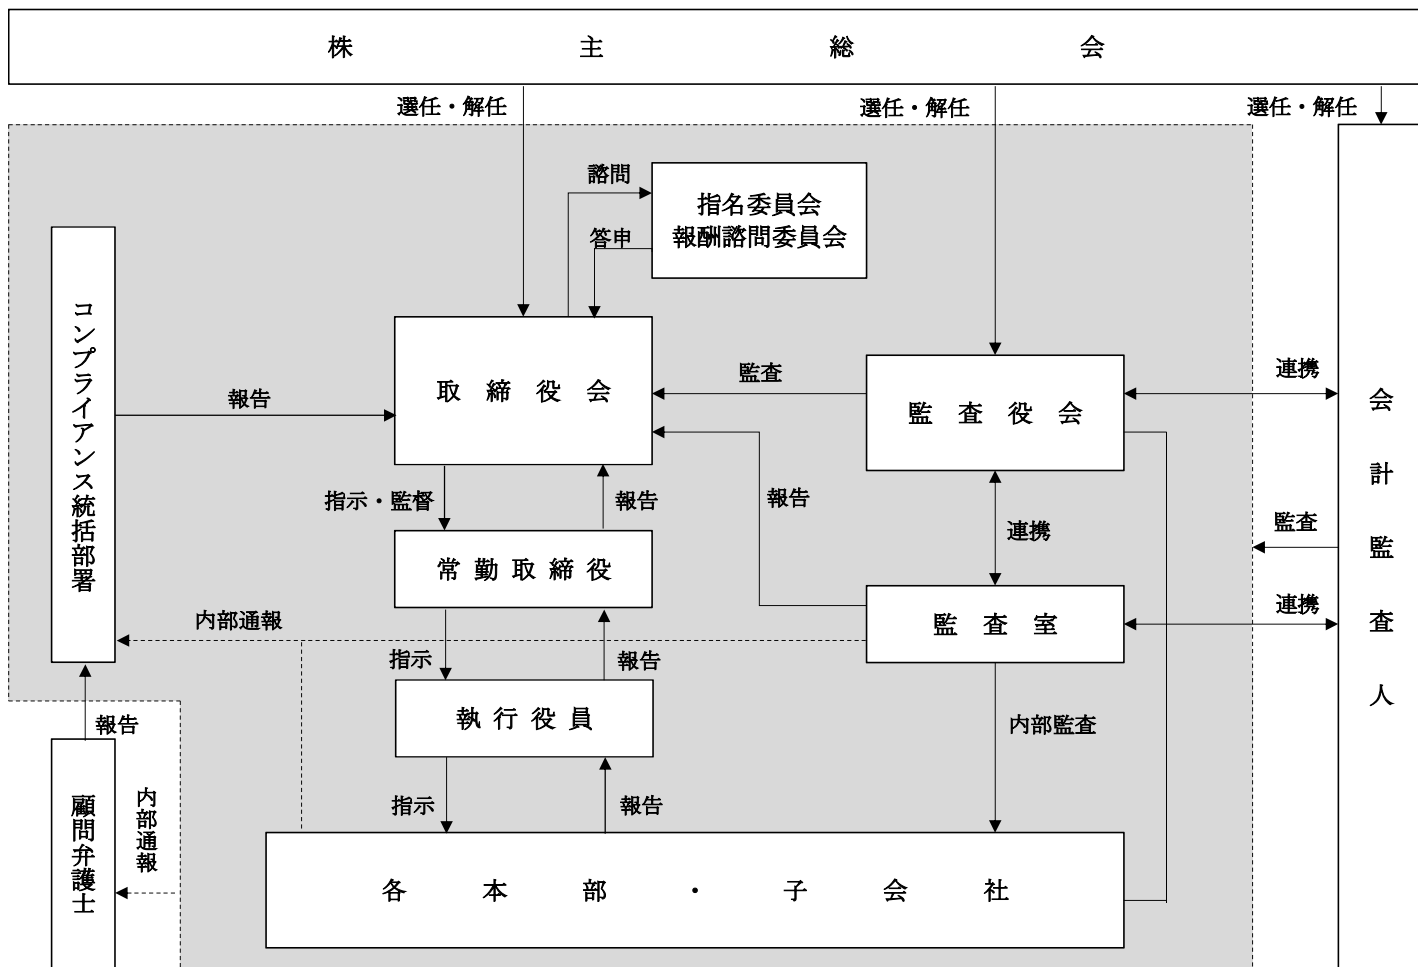 株主総会
選任・解任
選任・解任
選任・解任
諮問
指名委員会
報酬諮問委員会
答申
コンプライアンス統括部署
報告
取締役会
監査
監査役会
連携
会計監査人
指示・監督
報告
報告
連携
監査
常勤取締役
内部通報
監査室
連携
指示
報告
執行役員
内部監査
報告
顧問弁護士
内部通報
指示
報告
各本部・子会社